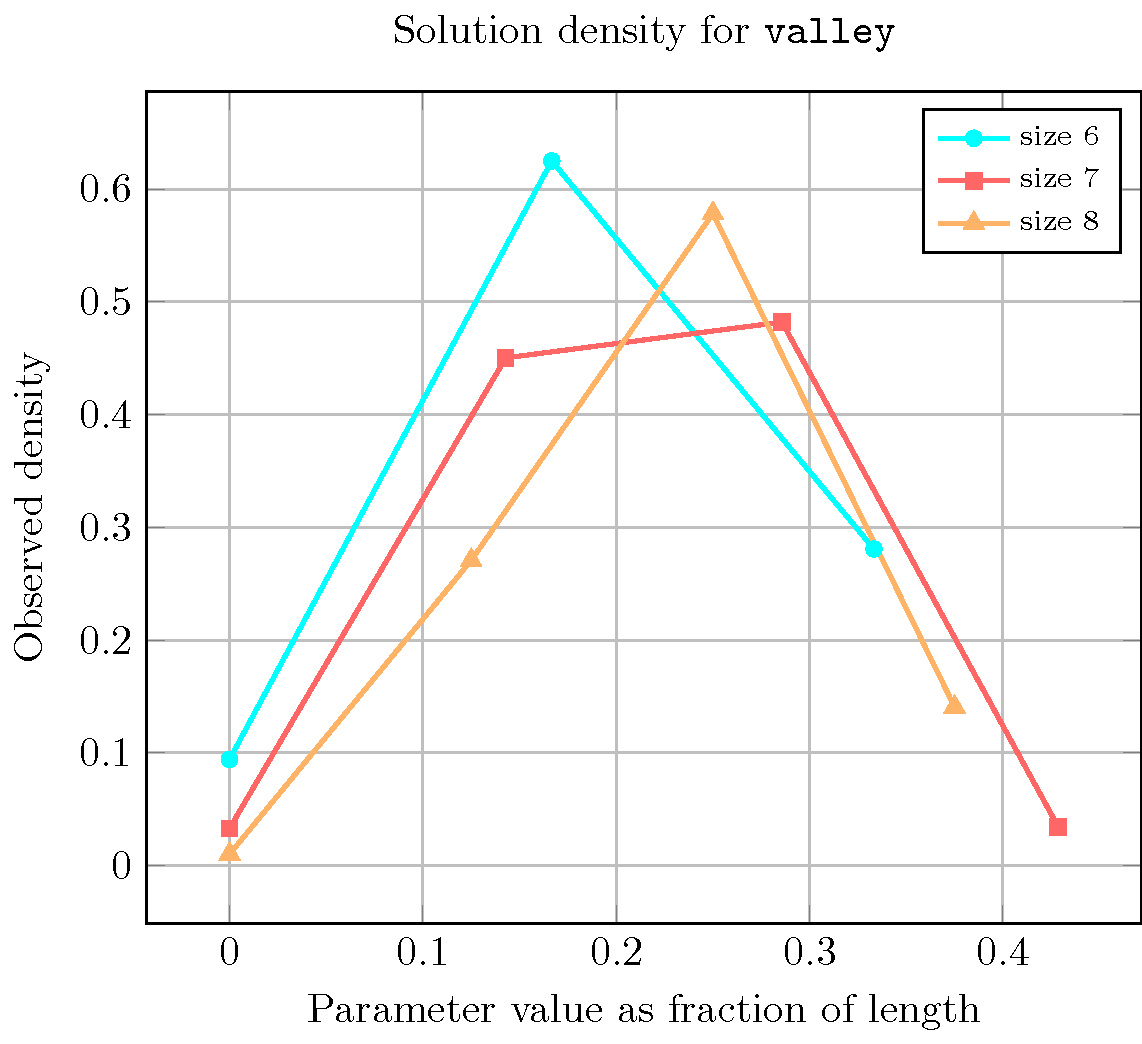 Solution density for valley
size 6
size 7
size 8
Observed density
0.6
0.5
0.4
0.3
0.2
0.1
0
0 0.1 0.2 0.3 0.4
Parameter value as fraction of length